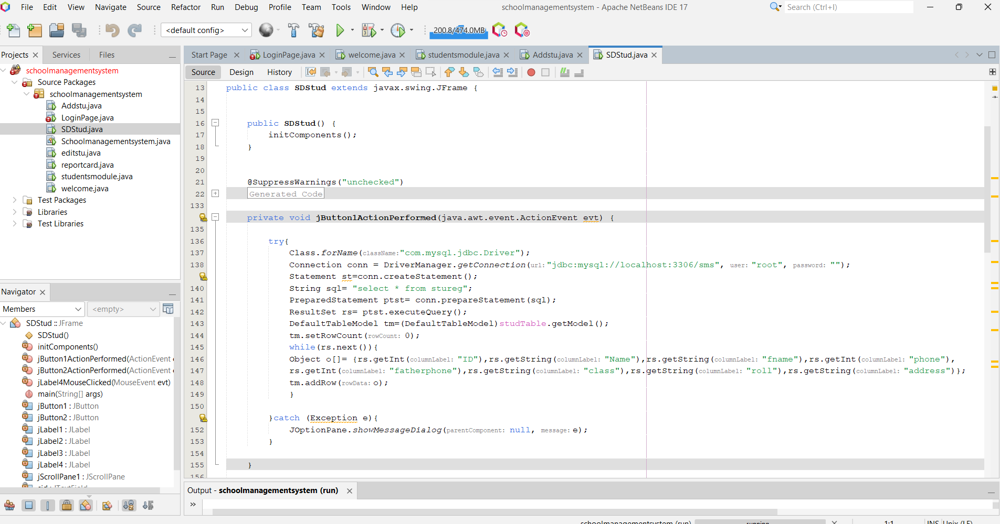 File Edit View Navigate Source Refactor Run Debug Profile Team Tools Window Help
schoolmanagementsystem - Apache NetBeans IDE 17
Search (Ctrl+I)
<default config>
200.8/474.0MB
Projects
Services
Files
schoolmanagementsystem
Source Packages
schoolmanagementsystem
Addstu.java
LoginPage.java
SDStud.java
Schoolmanagementsystem.java
editstu.java
reportcard.java
studentsmodule.java
welcome.java
Test Packages
Libraries
Test Libraries
Navigator
Members
<empty>
SDStud :: JFrame
SDStud()
initComponents()
jButton1ActionPerformed(ActionEvent
jButton2ActionPerformed(ActionEvent
jLabel4MouseClicked(MouseEvent evt)
main(String[] args)
jButton1 : JButton
jButton2 : JButton
jLabel1 : JLabel
jLabel2 : JLabel
jLabel3 : JLabel
jLabel4 : JLabel
jScrollPane1 : JScrollPane
Start Page LoginPage.java welcome.java studentsmodule.java Addstu.java SDStud.java
Source Design History
13 public class SDStud extends javax.swing.JFrame {
14
15
16 public SDStud() {
17 initComponents();
18 }
19
20
21 @SuppressWarnings("unchecked")
22 Generated Code
133
private void jButton1ActionPerformed(java.awt.event.ActionEvent evt) {
135
136 try{
137 Class.forName(className:"com.mysql.jdbc.Driver");
138 Connection conn = DriverManager.getConnection(url:"jdbc:mysql://localhost:3306/sms", user: "root", password: "");
Statement st=conn.createStatement();
140 String sql= "select * from stureg";
141 PreparedStatement ptst= conn.prepareStatement(sql);
142 ResultSet rs= ptst.executeQuery();
143 DefaultTableModel tm=(DefaultTableModel)studTable.getModel();
144 tm.setRowCount(rowCount: 0);
145 while(rs.next()){
146 Object o[]= {rs.getInt(columnLabel: "ID"),rs.getString(columnLabel: "Name"),rs.getString(columnLabel: "fname"),rs.getInt(columnLabel: "phone"),
147 rs.getInt(columnLabel: "fatherphone"),rs.getString(columnLabel: "class"),rs.getString(columnLabel: "roll"),rs.getString(columnLabel: "address")};
148 tm.addRow(rowData: o);
149 }
150
}catch (Exception e){
152 JOptionPane.showMessageDialog(parentComponent: null, message: e);
153 }
154
155 }
156
Output - schoolmanagementsystem (run)
schoolmanagementsystem (run) running... 1:1 INS Unix (LF)